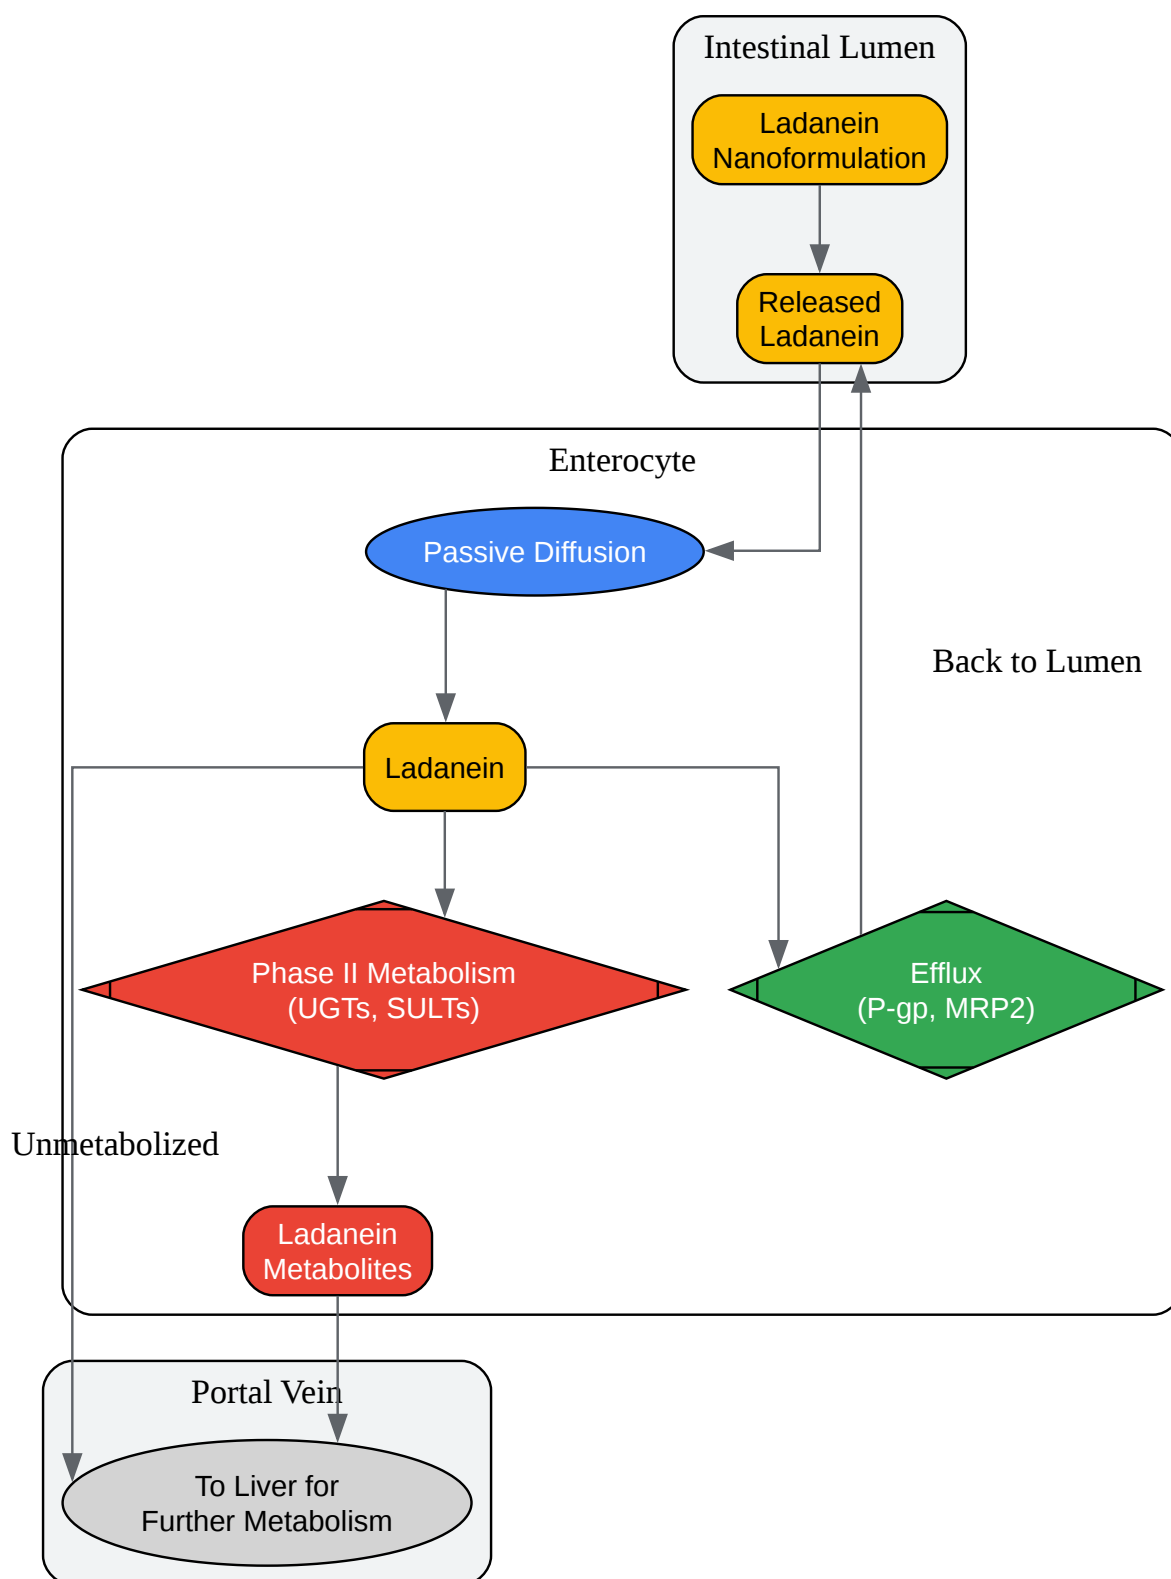 Intestinal Lumen
Ladanein
Nanoformulation
Released
Ladanein
Enterocyte
Passive Diffusion
Back to Lumen
Ladanein
Phase II Metabolism
(UGTs, SULTs)
Efflux
(P-gp, MRP2)
Unmetabolized
Ladanein
Metabolites
Portal Vein
To Liver for
Further Metabolism